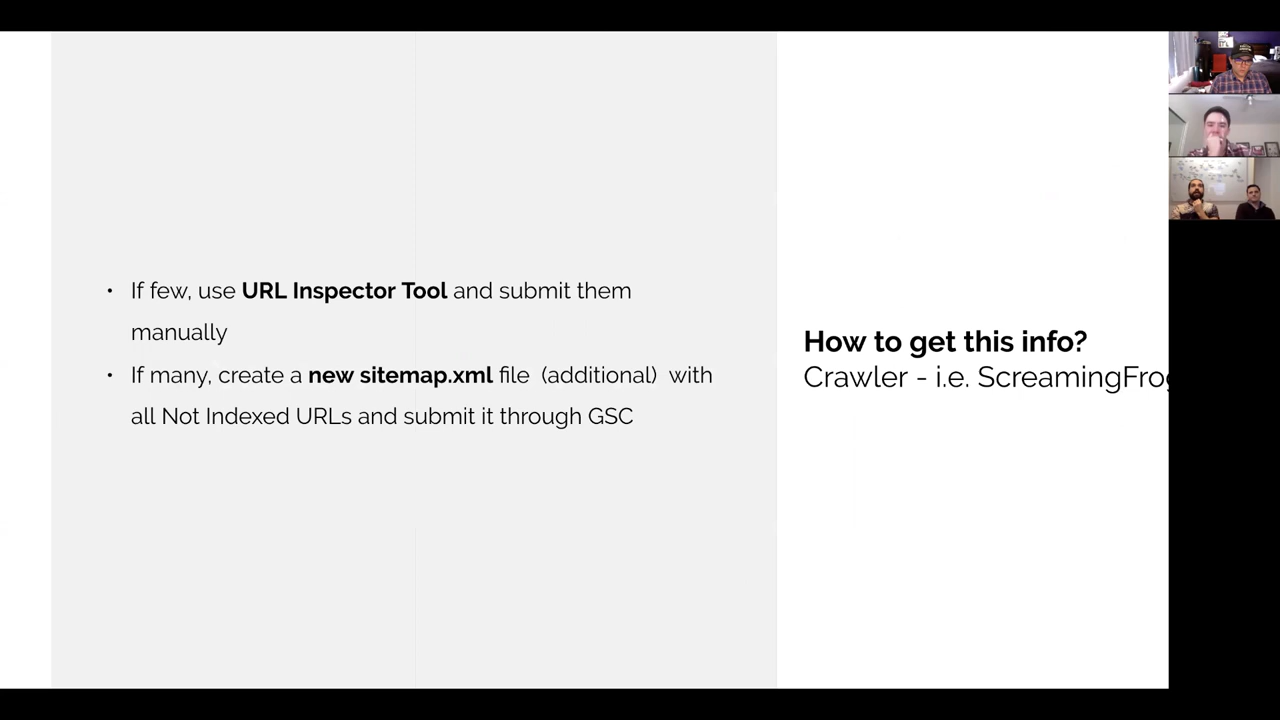 • If few, use URL Inspector Tool and submit them
manually
• If many, create a new sitemap.xml file (additional) with
all Not Indexed URLs and submit it through GSC
How to get this info?
Crawler - i.e. ScreamingFrog